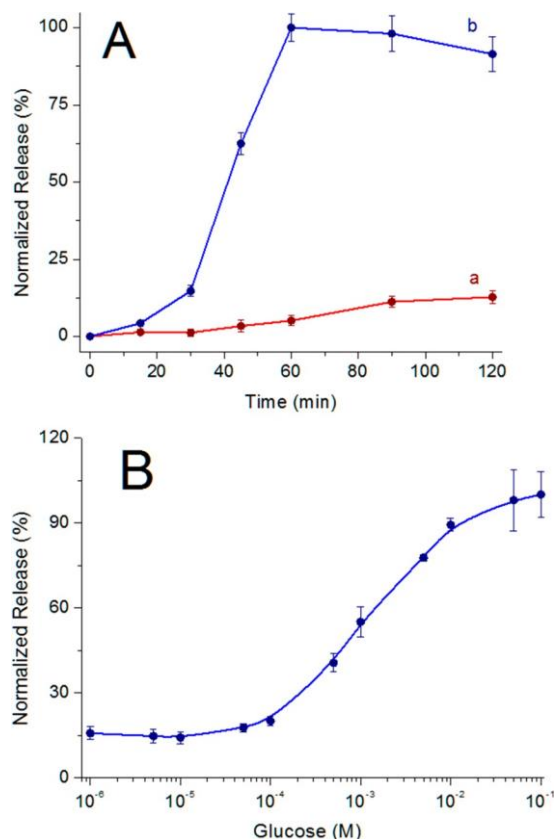 A
b
a
Normalized Release (%)
100
75
50
25
0
0 20 40 60 80 100 120
Time (min)
B
Normalized Release (%)
120
90
60
30
0
10⁻⁶ 10⁻⁵ 10⁻⁴ 10⁻³ 10⁻² 10⁻¹
Glucose (M)